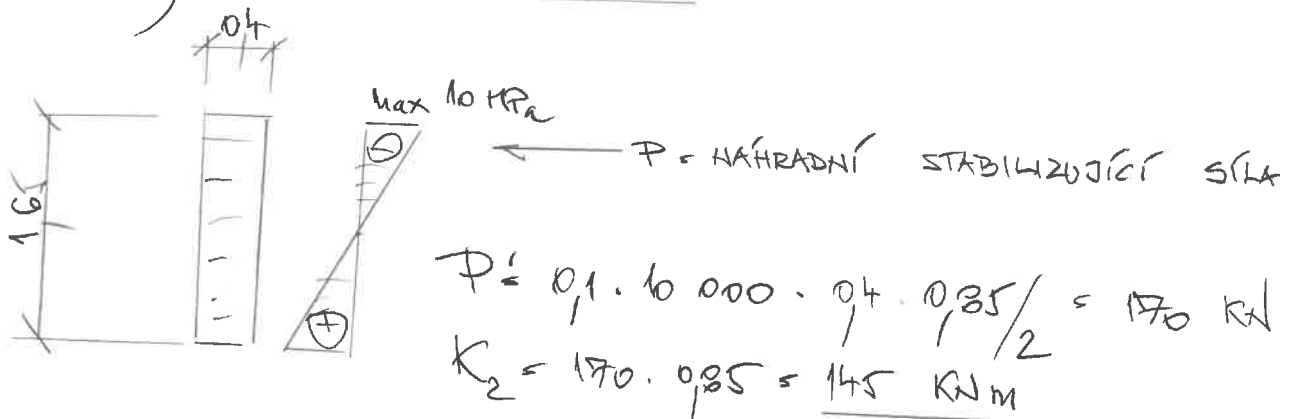 0,4
max 10 MPa
⊖
P = NÁHRADNÍ STABILIZUJÍCÍ SÍLA
1,65
⊕
P = 0,1 . 10 000 . 0,4 . 0,85/2 = 170 KN
K2 = 170 . 0,85 = 145 KNm